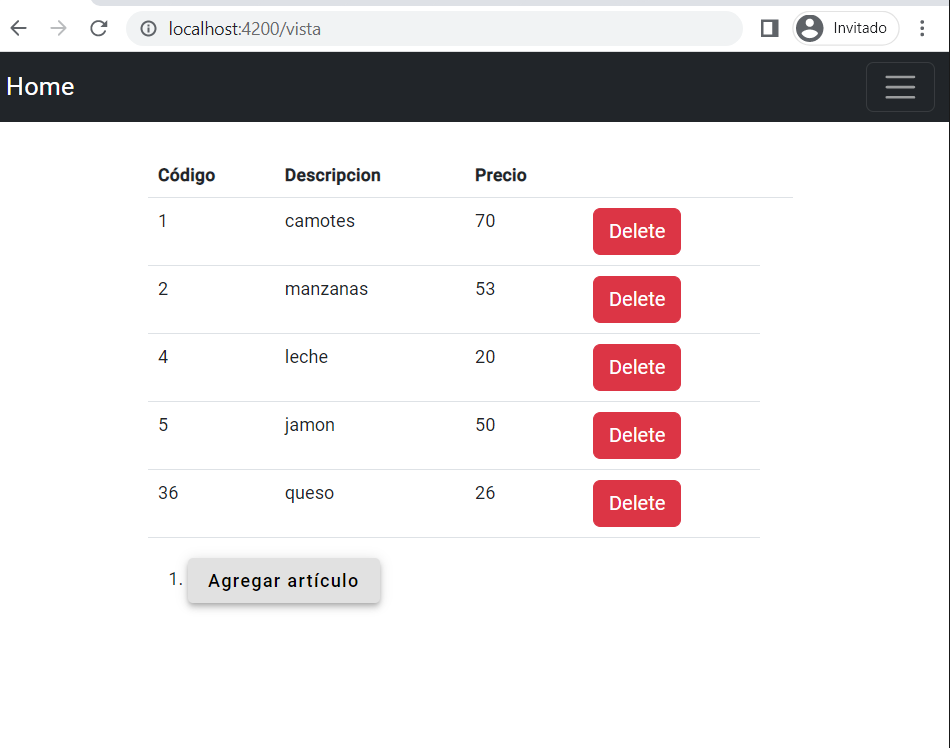 localhost:4200/vista Invitado
Home
Código Descripcion Precio
1 camotes 70 Delete
2 manzanas 53 Delete
4 leche 20 Delete
5 jamon 50 Delete
36 queso 26 Delete
1. Agregar artículo